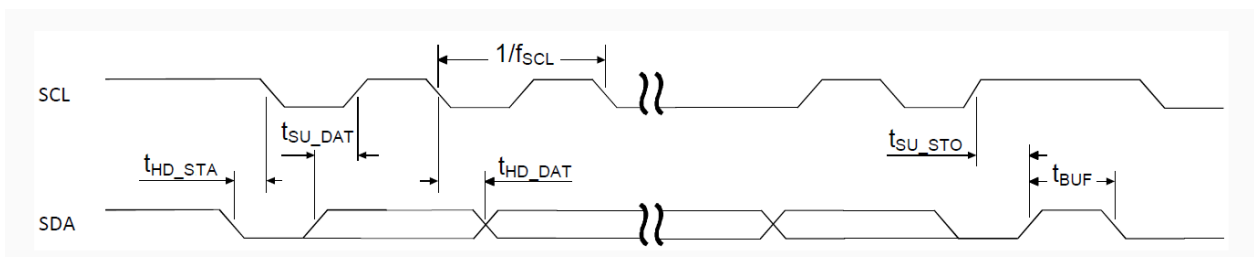 1/fSCL
SCL
tSU_DAT
tSU_STO
tHD_STA
tHD_DAT
tBUF
SDA